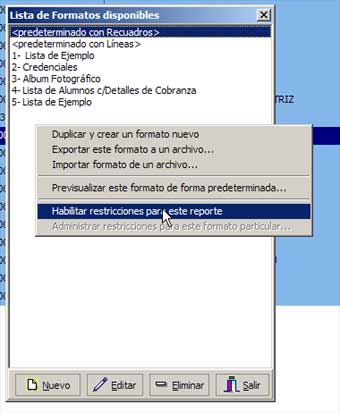 Lista de Formatos disponibles
<predeterminado con Recuadros>
<predeterminado con Líneas>
1- Lista de Ejemplo
2- Credenciales
3- Album Fotográfico
4- Lista de Alumnos c/Detalles de Cobranza
5- Lista de Ejemplo
TRIZ
Duplicar y crear un formato nuevo
Exportar este formato a un archivo...
Importar formato de un archivo...
Previsualizar este formato de forma predeterminada...
Habilitar restricciones para este reporte
Administrar restricciones para este formato particular...
Nuevo
Editar
Eliminar
Salir